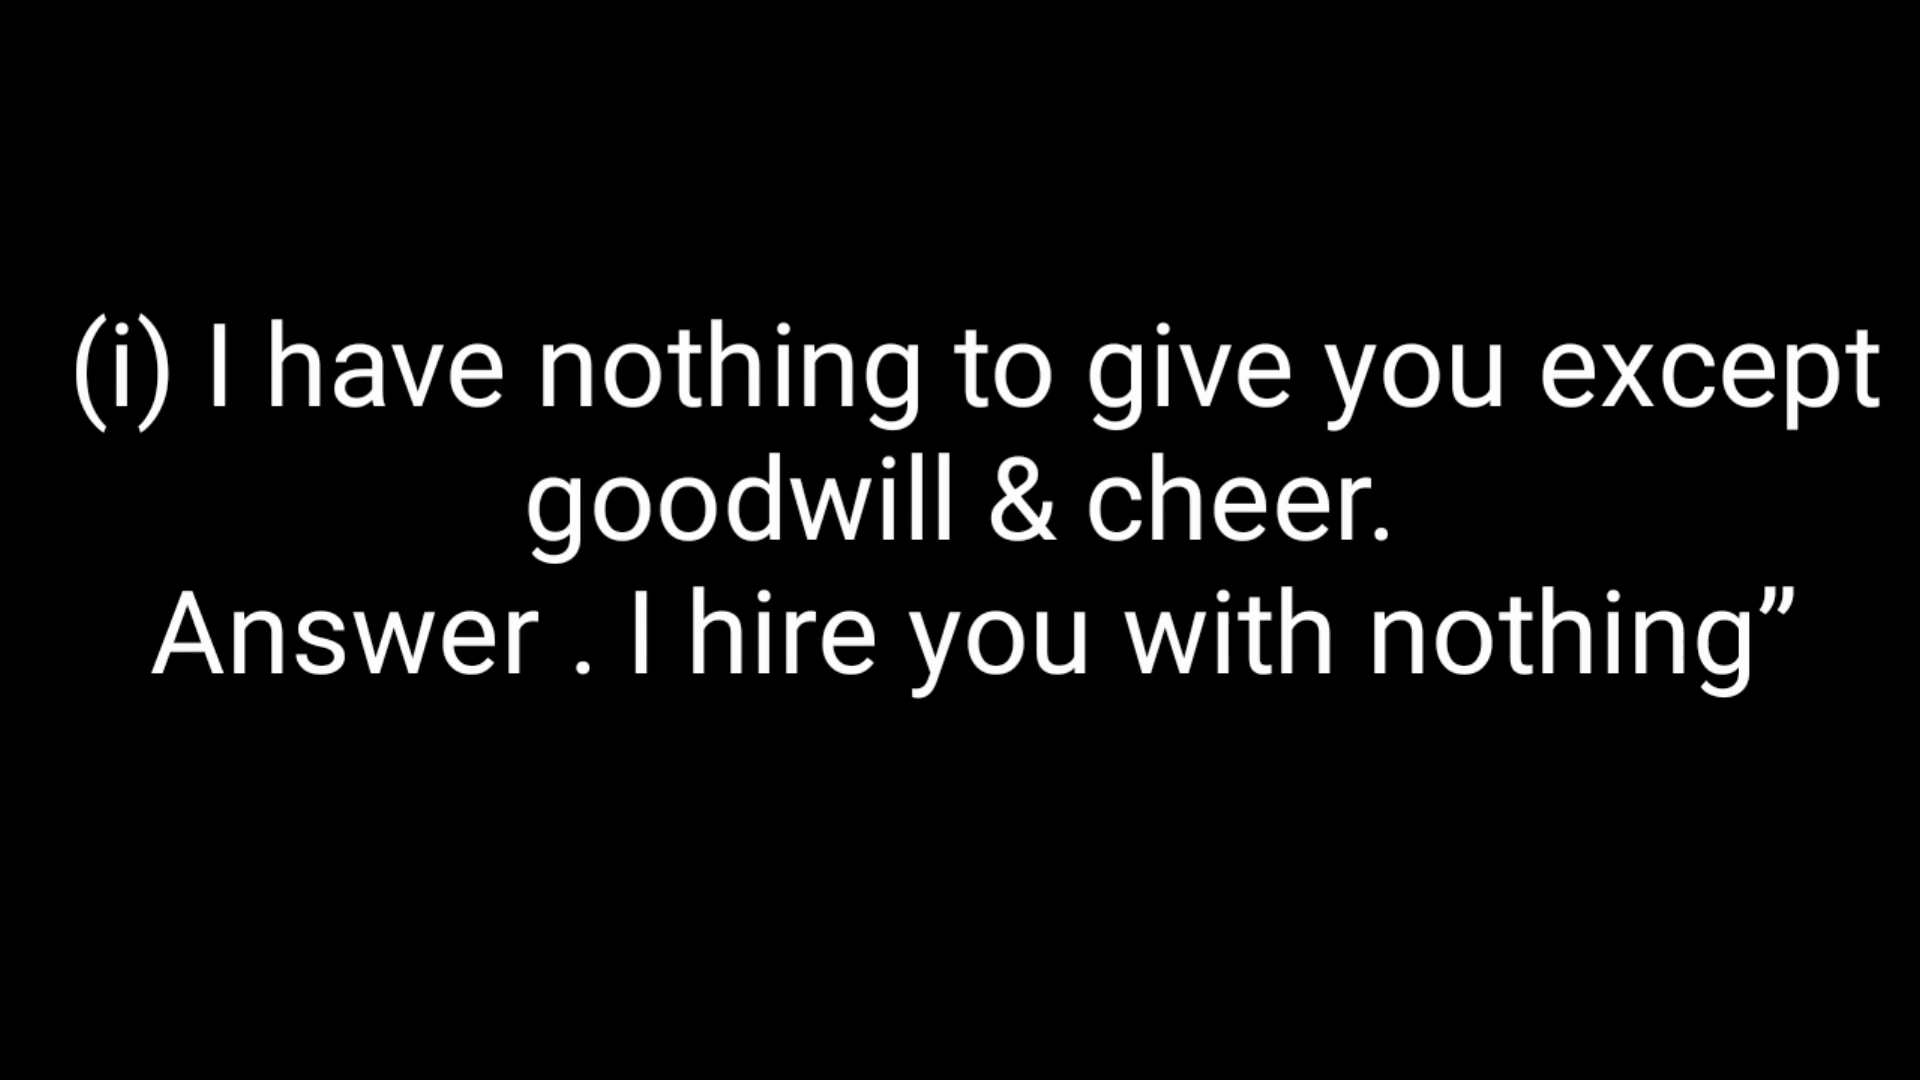 (i) I have nothing to give you except
goodwill & cheer.
Answer . I hire you with nothing”